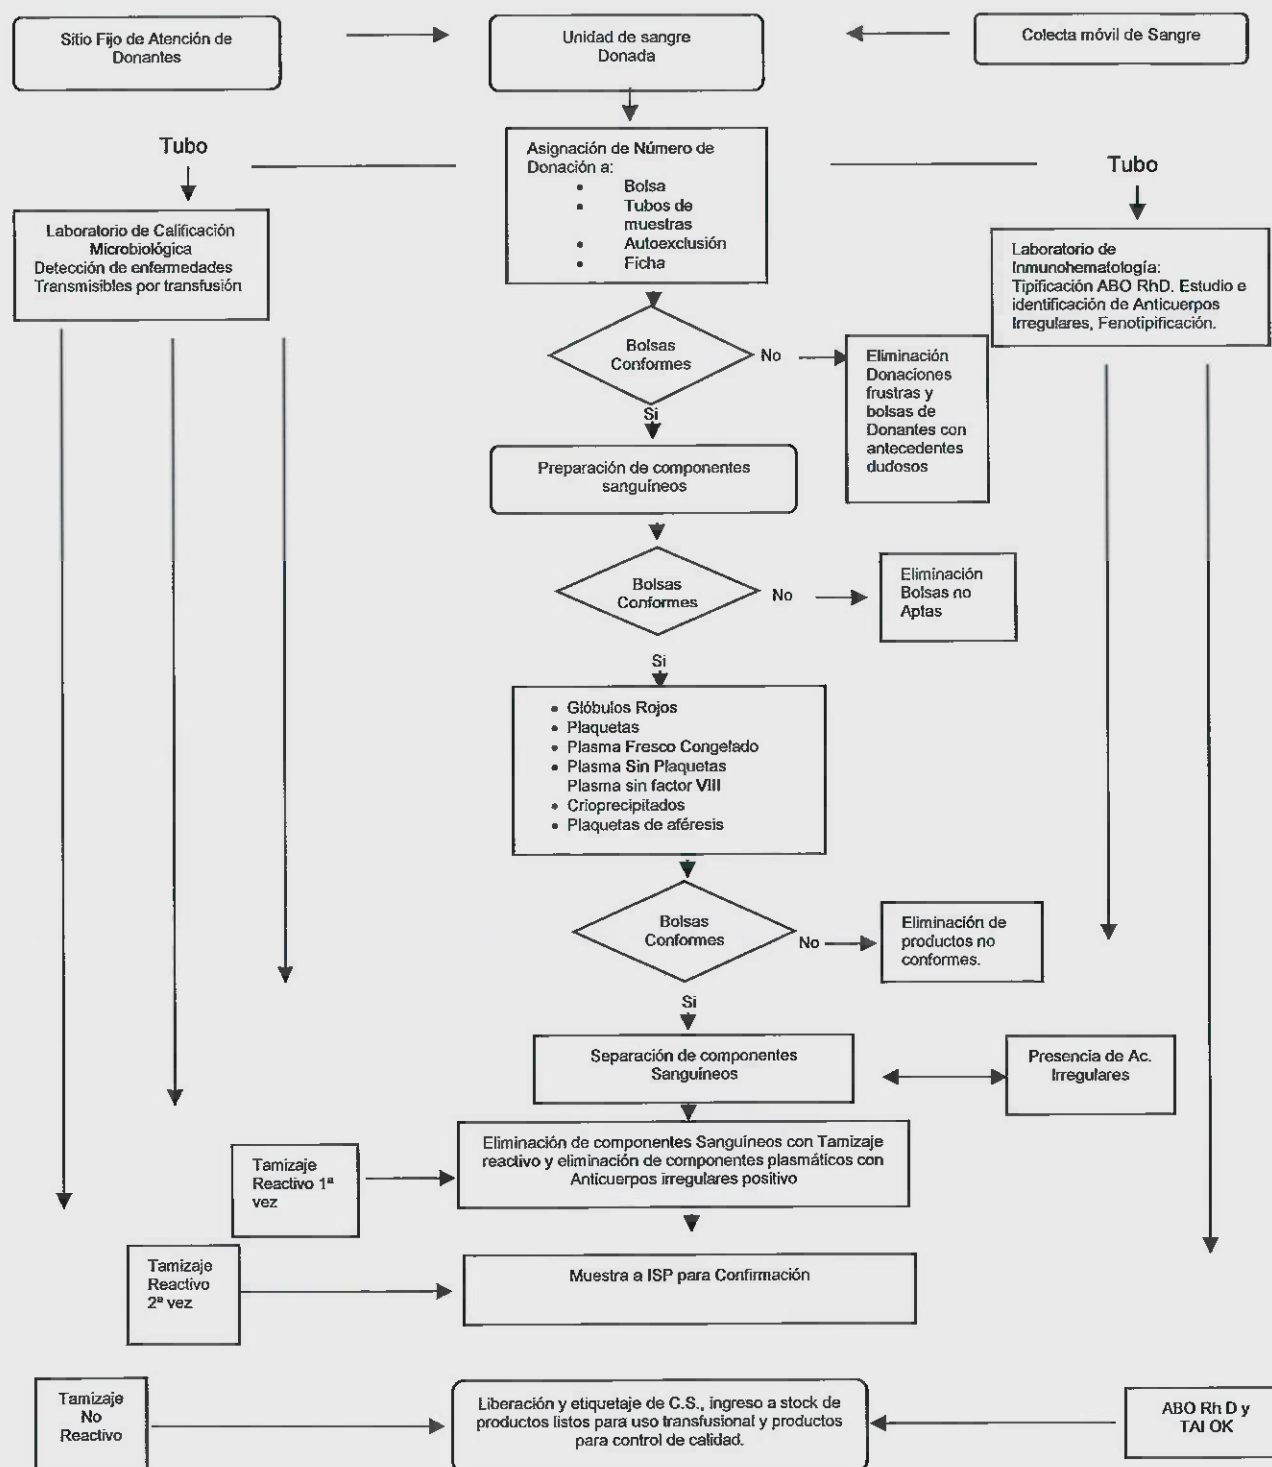 Sitio Fijo de Atención de
Donantes
Unidad de sangre
Donada
Colecta móvil de Sangre
Tubo
Asignación de Número de
Donación a:
• Bolsa
• Tubos de
muestras
• Autoexclusión
• Ficha
Tubo
Laboratorio de Calificación
Microbiológica
Detección de enfermedades
Transmisibles por transfusión
Laboratorio de
Inmunohematología:
Tipificación ABO RhD. Estudio e
identificación de Anticuerpos
Irregulares, Fenotipificación.
Bolsas
Conformes
No
Eliminación
Donaciones
frustras y
bolsas de
Donantes con
antecedentes
dudosos
Si
Preparación de componentes
sanguíneos
Bolsas
Conformes
No
Eliminación
Bolsas no
Aptas
Si
• Glóbulos Rojos
• Plaquetas
• Plasma Fresco Congelado
• Plasma Sin Plaquetas
Plasma sin factor VIII
• Crioprecipitados
• Plaquetas de aféresis
Bolsas
Conformes
No
Eliminación de
productos no
conformes.
Si
Separación de componentes
Sanguíneos
Presencia de Ac.
Irregulares
Tamizaje
Reactivo 1ª
vez
Eliminación de componentes Sanguíneos con Tamizaje
reactivo y eliminación de componentes plasmáticos con
Anticuerpos irregulares positivo
Tamizaje
Reactivo
2ª vez
Muestra a ISP para Confirmación
Tamizaje
No
Reactivo
Liberación y etiquetaje de C.S., ingreso a stock de
productos listos para uso transfusional y productos
para control de calidad.
ABO Rh D y
TAI OK